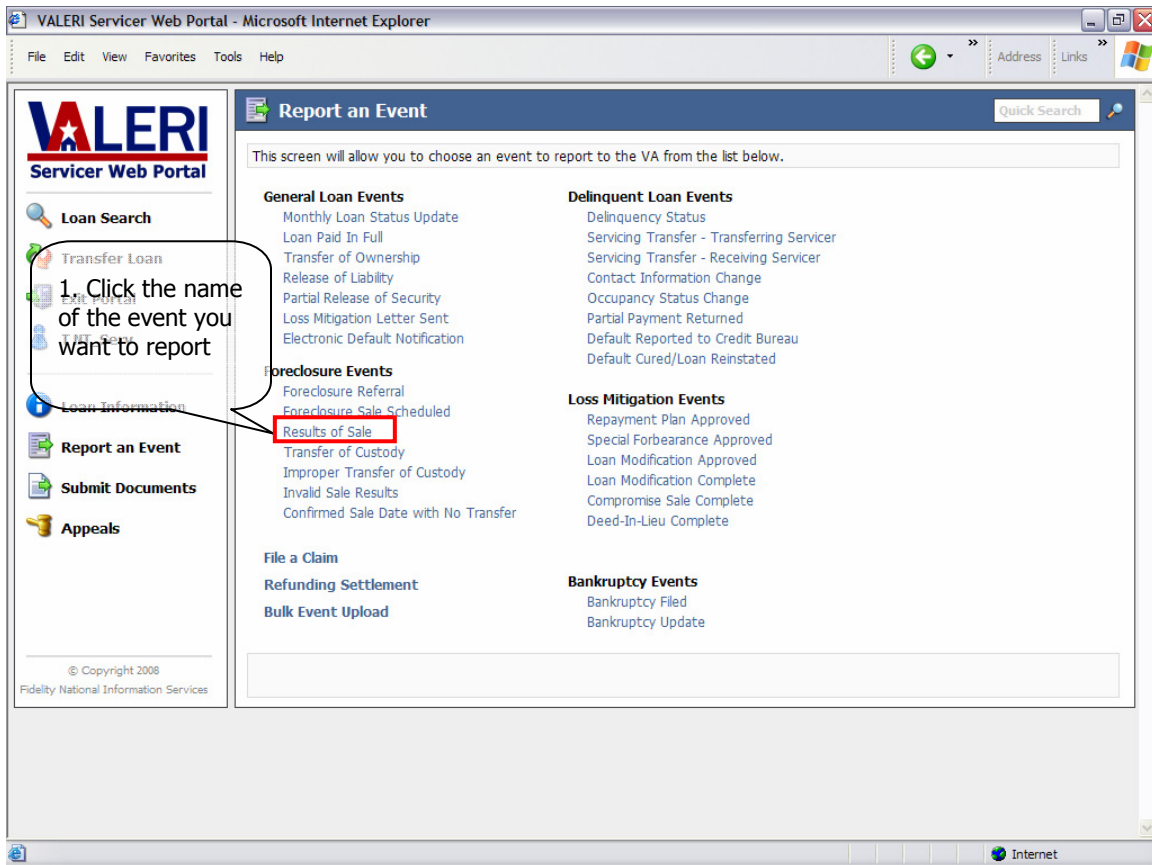 VALERI Servicer Web Portal - Microsoft Internet Explorer
File Edit View Favorites Tools Help
» Address Links »
VALERI
Servicer Web Portal
Loan Search
Transfer Loan
Exit Portal
Loan Information
Report an Event
Submit Documents
Appeals
© Copyright 2008
Fidelity National Information Services
1. Click the name
of the event you
want to report
Report an Event
Quick Search
This screen will allow you to choose an event to report to the VA from the list below.
General Loan Events
Monthly Loan Status Update
Loan Paid In Full
Transfer of Ownership
Release of Liability
Partial Release of Security
Loss Mitigation Letter Sent
Electronic Default Notification
Foreclosure Events
Foreclosure Referral
Foreclosure Sale Scheduled
Results of Sale
Transfer of Custody
Improper Transfer of Custody
Invalid Sale Results
Confirmed Sale Date with No Transfer
File a Claim
Refunding Settlement
Bulk Event Upload
Delinquent Loan Events
Delinquency Status
Servicing Transfer - Transferring Servicer
Servicing Transfer - Receiving Servicer
Contact Information Change
Occupancy Status Change
Partial Payment Returned
Default Reported to Credit Bureau
Default Cured/Loan Reinstated
Loss Mitigation Events
Repayment Plan Approved
Special Forbearance Approved
Loan Modification Approved
Loan Modification Complete
Compromise Sale Complete
Deed-In-Lieu Complete
Bankruptcy Events
Bankruptcy Filed
Bankruptcy Update
Internet